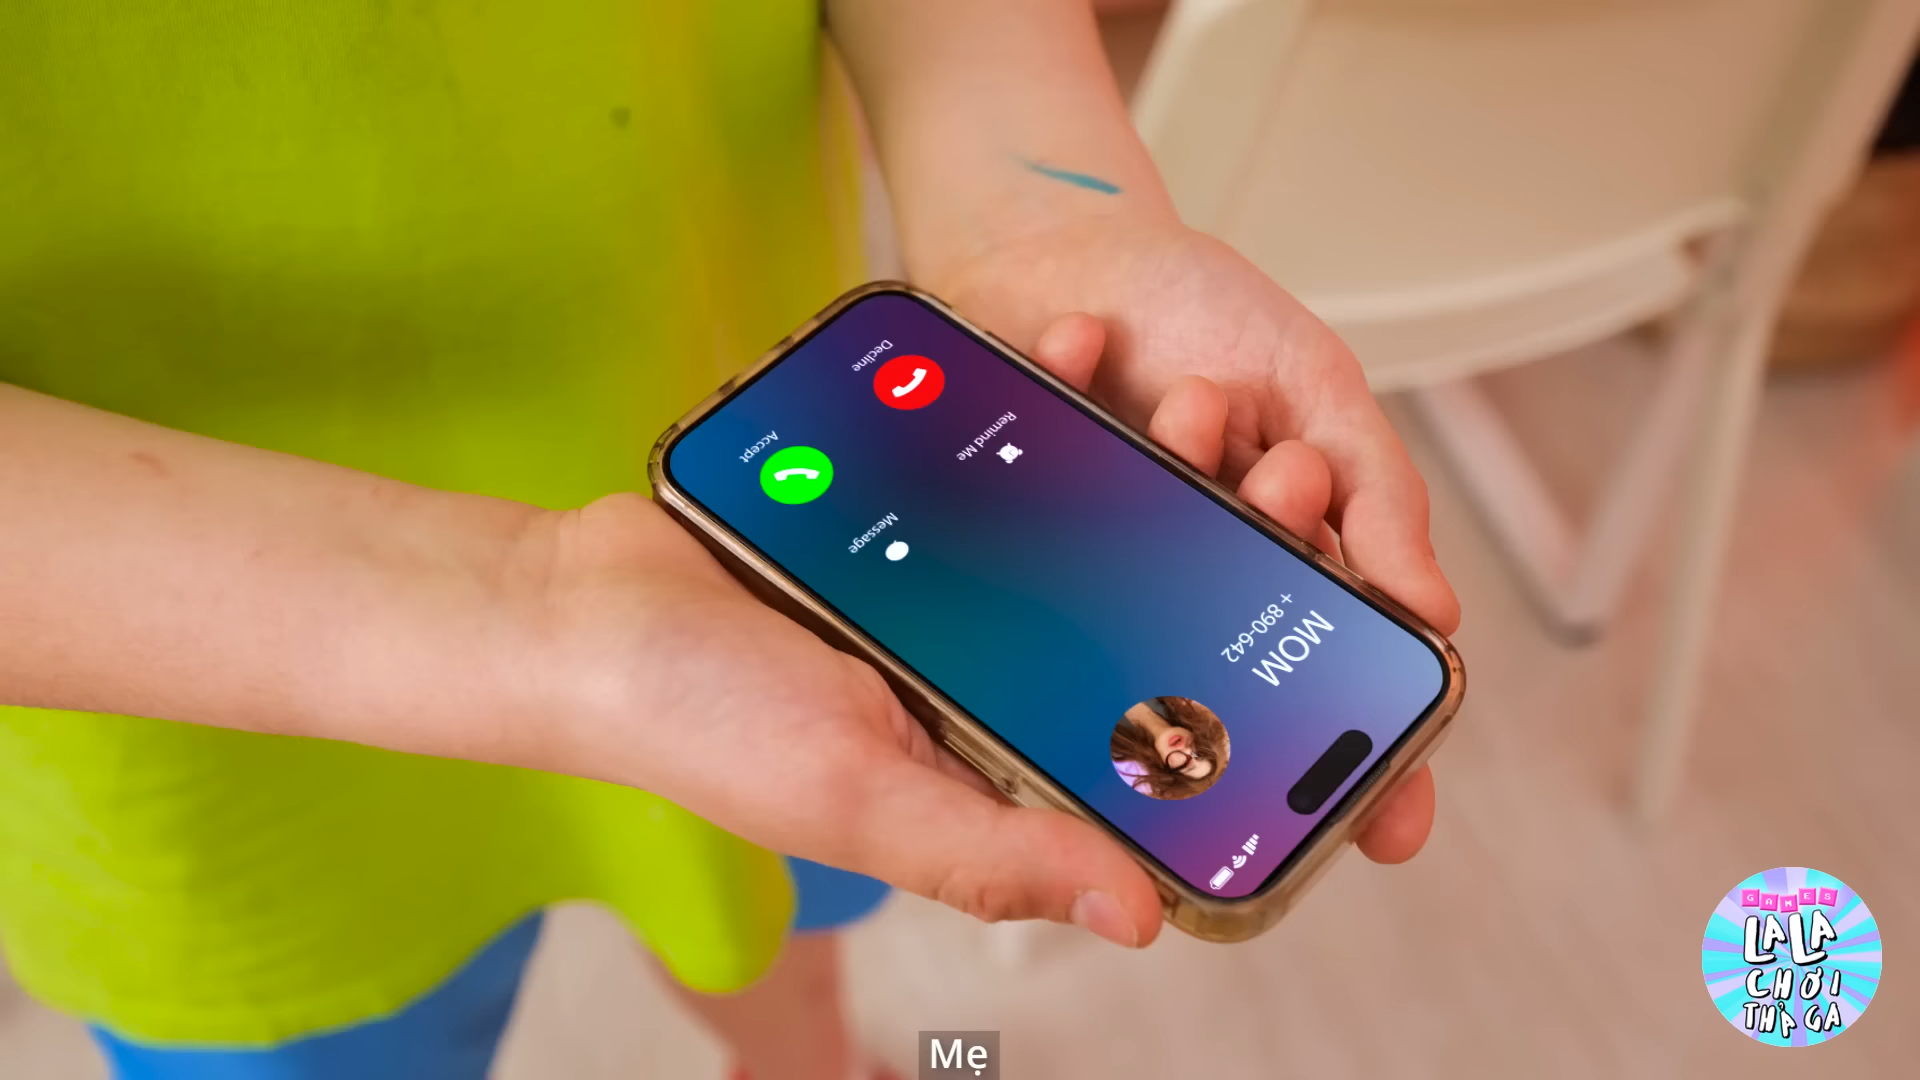 MOM
+ 890-642
Message
Remind Me
Accept
Decline
GAMES
LALA
CHƠI
THẢ GA
Mẹ